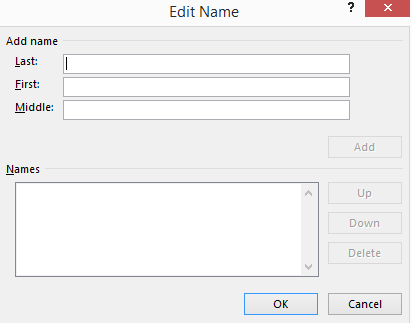 Edit Name
?
Add name
Last:
First:
Middle:
Add
Names
Up
Down
Delete
OK
Cancel